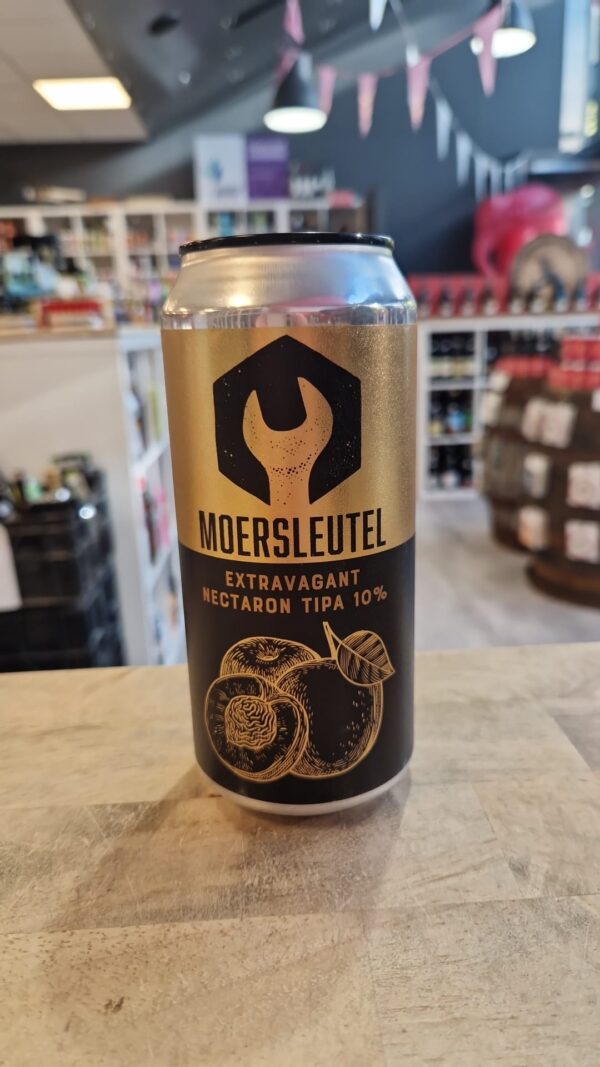 MOERSLEUTEL
EXTRAVAGANT
NECTARON TIPA 10%